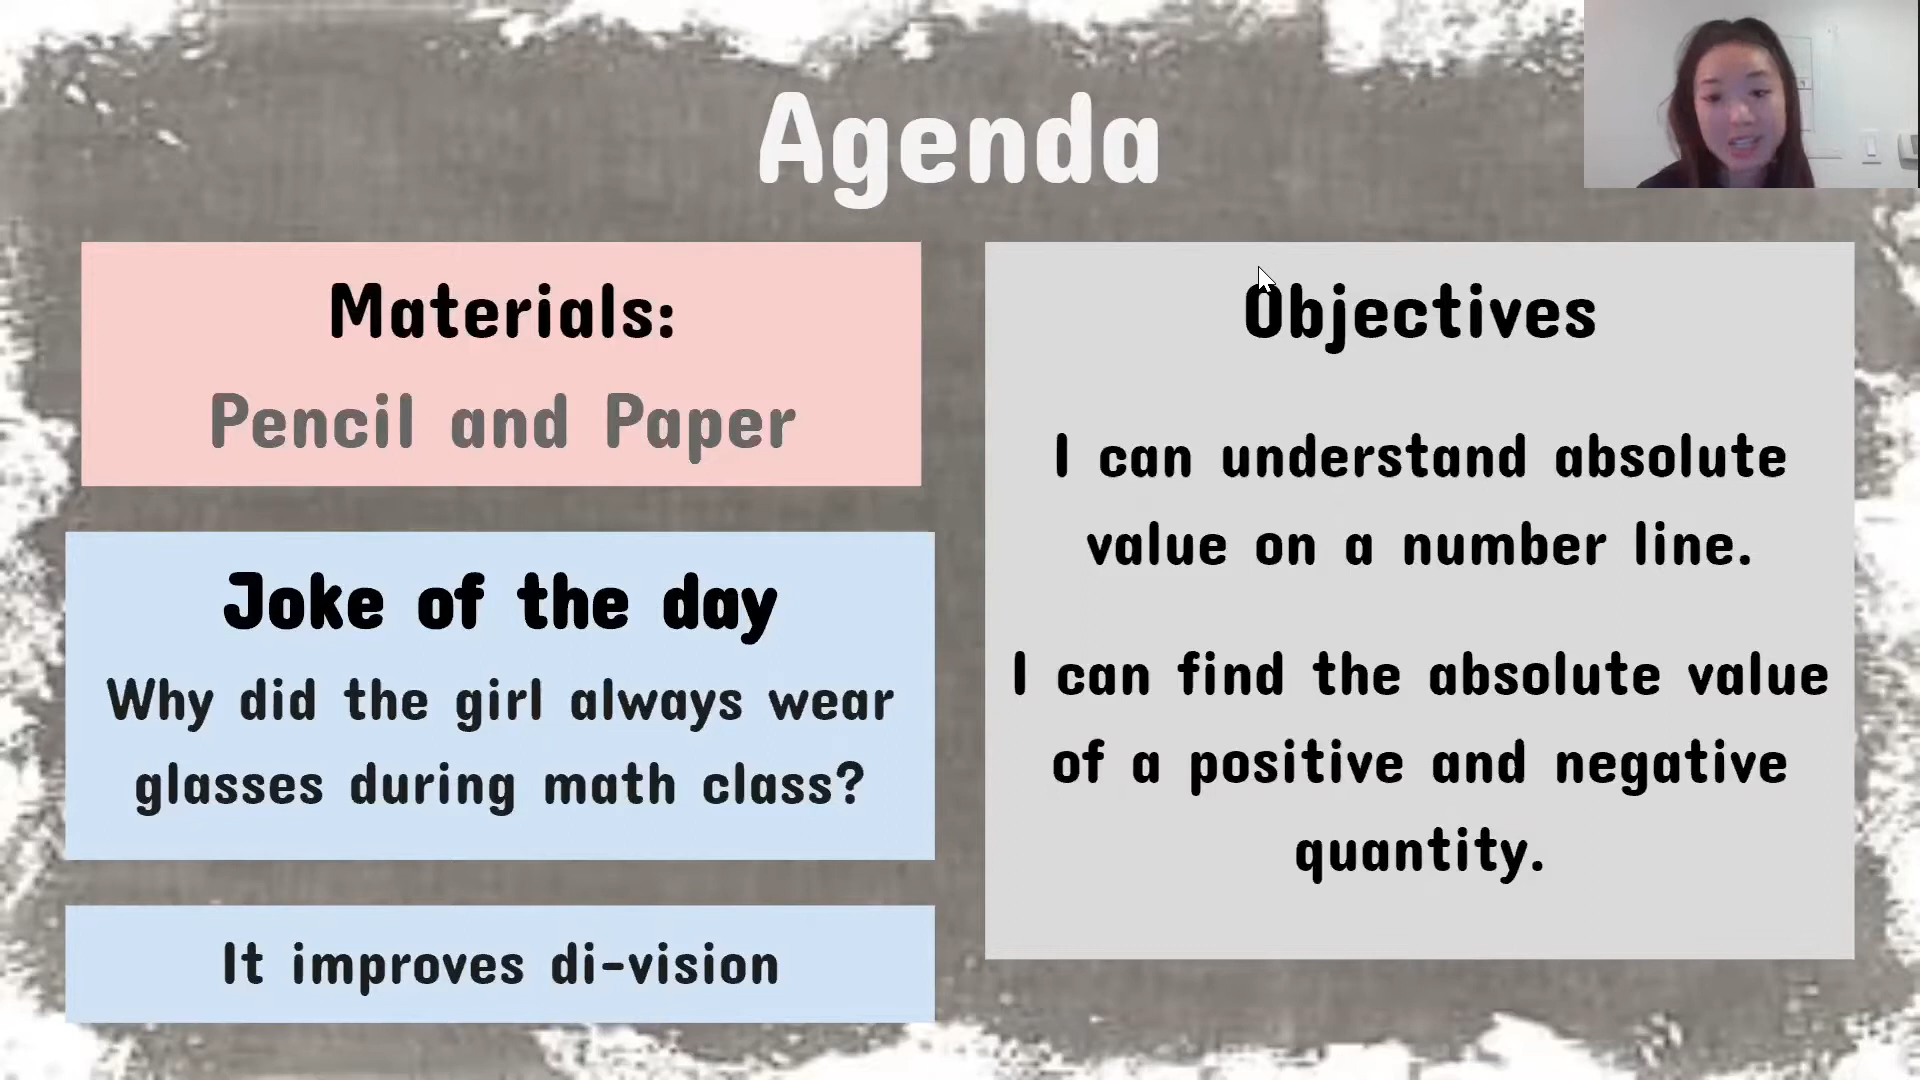 Agenda
Materials:
Pencil and Paper
Joke of the day
Why did the girl always wear
glasses during math class?
It improves di-vision
Objectives
I can understand absolute
value on a number line.
I can find the absolute value
of a positive and negative
quantity.